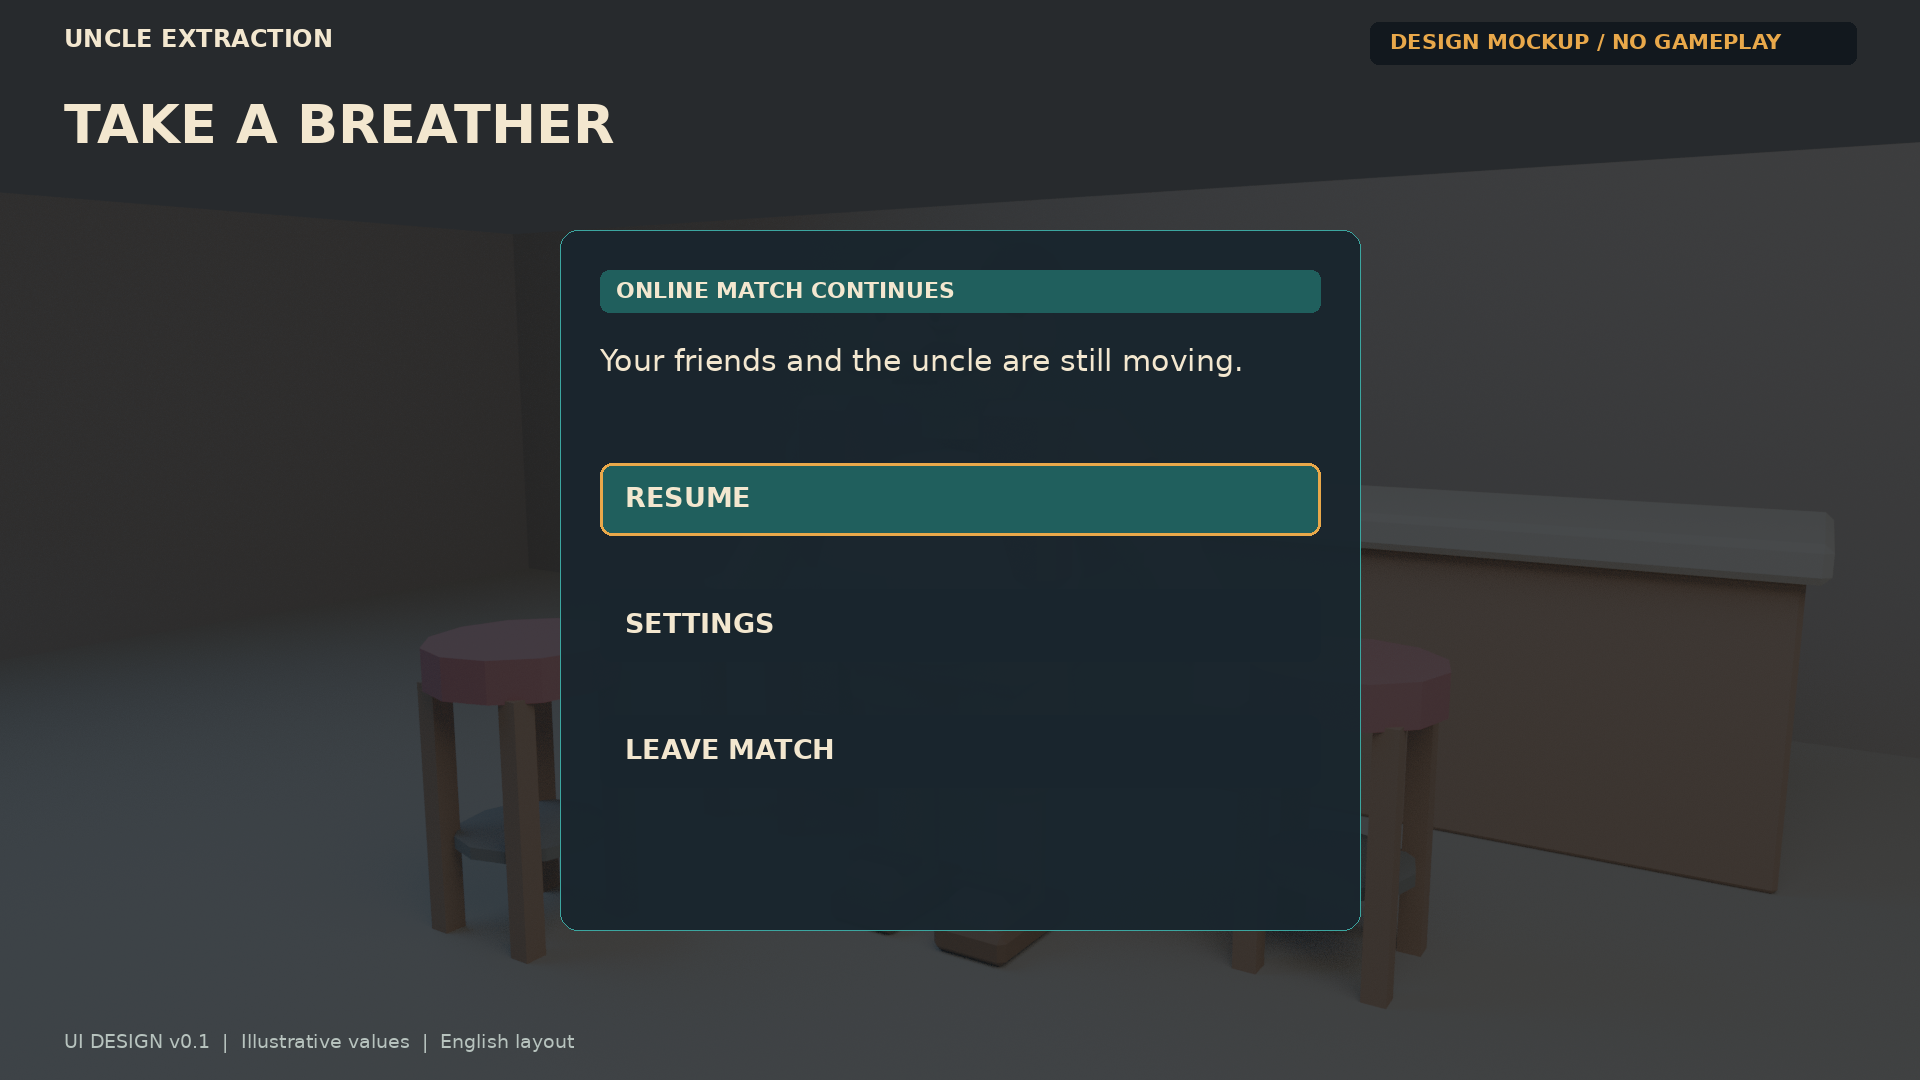 UNCLE EXTRACTION
DESIGN MOCKUP / NO GAMEPLAY
TAKE A BREATHER
ONLINE MATCH CONTINUES
Your friends and the uncle are still moving.
RESUME
SETTINGS
LEAVE MATCH
UI DESIGN v0.1 | Illustrative values | English layout